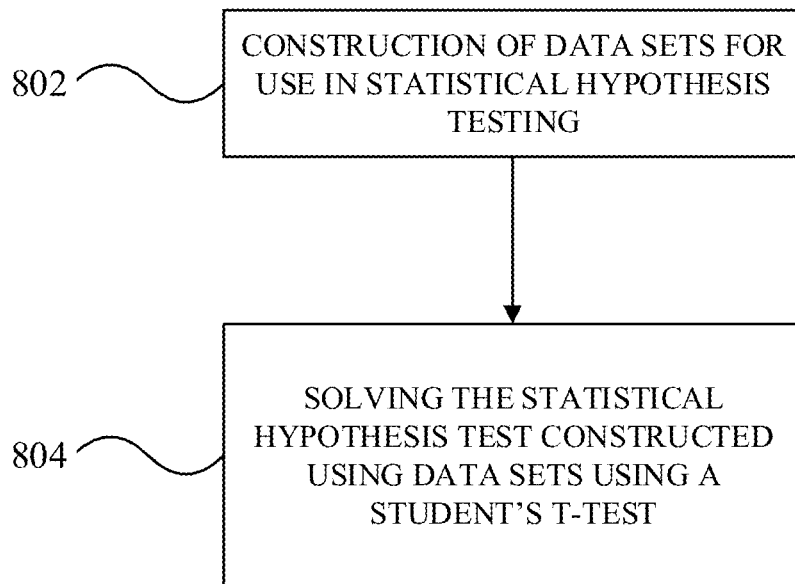 802
CONSTRUCTION OF DATA SETS FOR
USE IN STATISTICAL HYPOTHESIS
TESTING
804
SOLVING THE STATISTICAL
HYPOTHESIS TEST CONSTRUCTED
USING DATA SETS USING A
STUDENT'S T-TEST